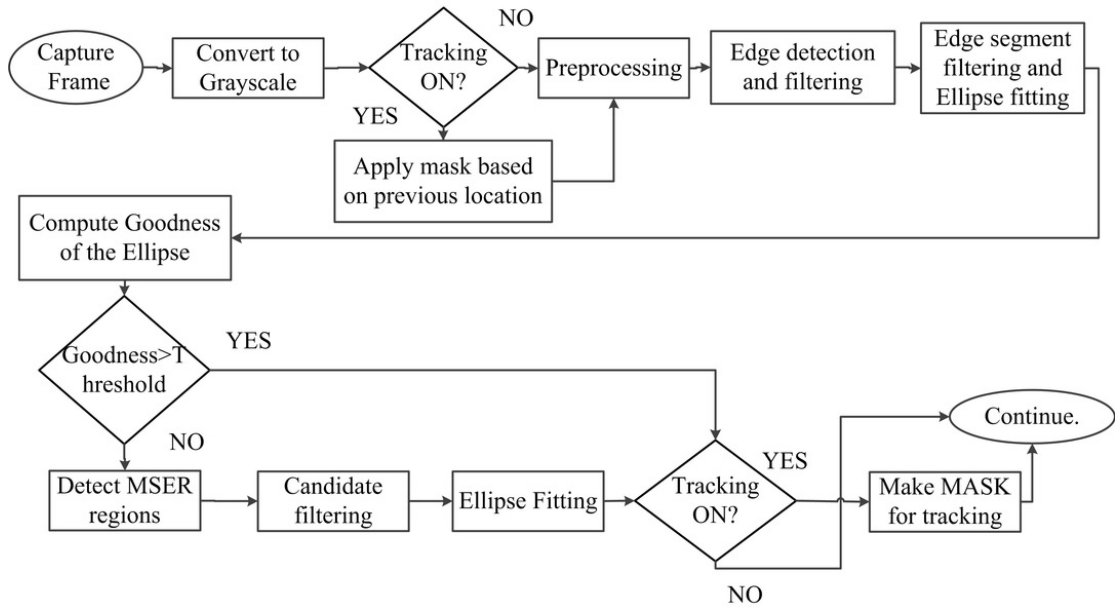 Capture
Frame
Convert to
Grayscale
Tracking
ON?
NO
YES
Preprocessing
Edge detection
and filtering
Edge segment
filtering and
Ellipse fitting
Apply mask based
on previous location
Compute Goodness
of the Ellipse
Goodness>T
hreshold
YES
NO
Detect MSER
regions
Candidate
filtering
Ellipse Fitting
Tracking
ON?
YES
NO
Make MASK
for tracking
Continue.